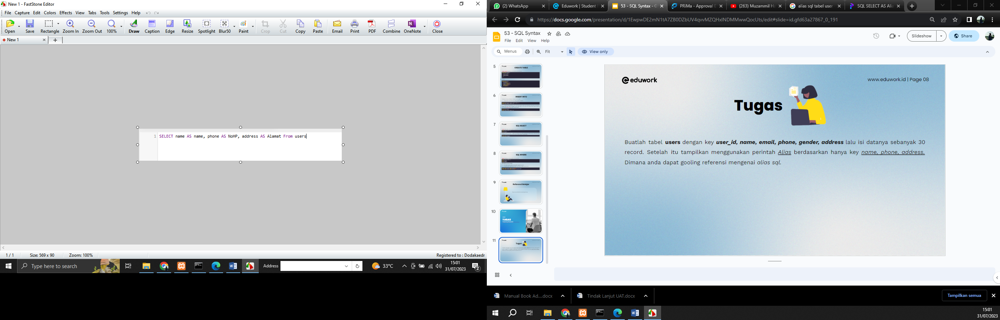 New 1 - FastStone Editor
File Capture Edit Colors Effects View Tabs Tools Settings Help
Open Save Rectangle Zoom In Zoom Out 100% Draw Caption Edge Resize Spotlight Blur50 Paint Crop Cut Copy Paste Email Print PDF Combine OneNote Close
New 1
1 SELECT name AS name, phone AS NoHP, address AS Alamat From users
1 / 1 Size: 569 x 90 Zoom: 100% Registered to : Dodakaedr
Type here to search Address 33°C 15:01
31/07/2023 2
(2) WhatsApp Eduwork | Student 53 - SQL Syntax - G PRiMa - Approval D (263) Muzammil Ha alias sql tabel user SQL SELECT AS Alia
https://docs.google.com/presentation/d/1EwpwDE2mN1tA7ZB0DZbUV4qvvMZQHxlNDMMwwQocUts/edit#slide=id.gfd63a27867_0_191
53 - SQL Syntax
File Edit View Help
Slideshow Share
Menus Fit View only
5 CREATE TABLE
6 INSERT INTO
7 SQL SELECT
8 SQL WHERE
9 Referensi Belajar
10 TUGAS
11 Tugas
eduwork
www.eduwork.id | Page 08
Tugas
Buatlah tabel users dengan key user_id, name, email, phone, gender, address lalu isi datanya sebanyak 30
record. Setelah itu tampilkan menggunakan perintah Alias berdasarkan hanya key name, phone, address.
Dimana anda dapat gooling referensi mengenai alias sql.
Manual Book Ad....docx Tindak Lanjut UAT.docx Tampilkan semua
15:01
31/07/2023